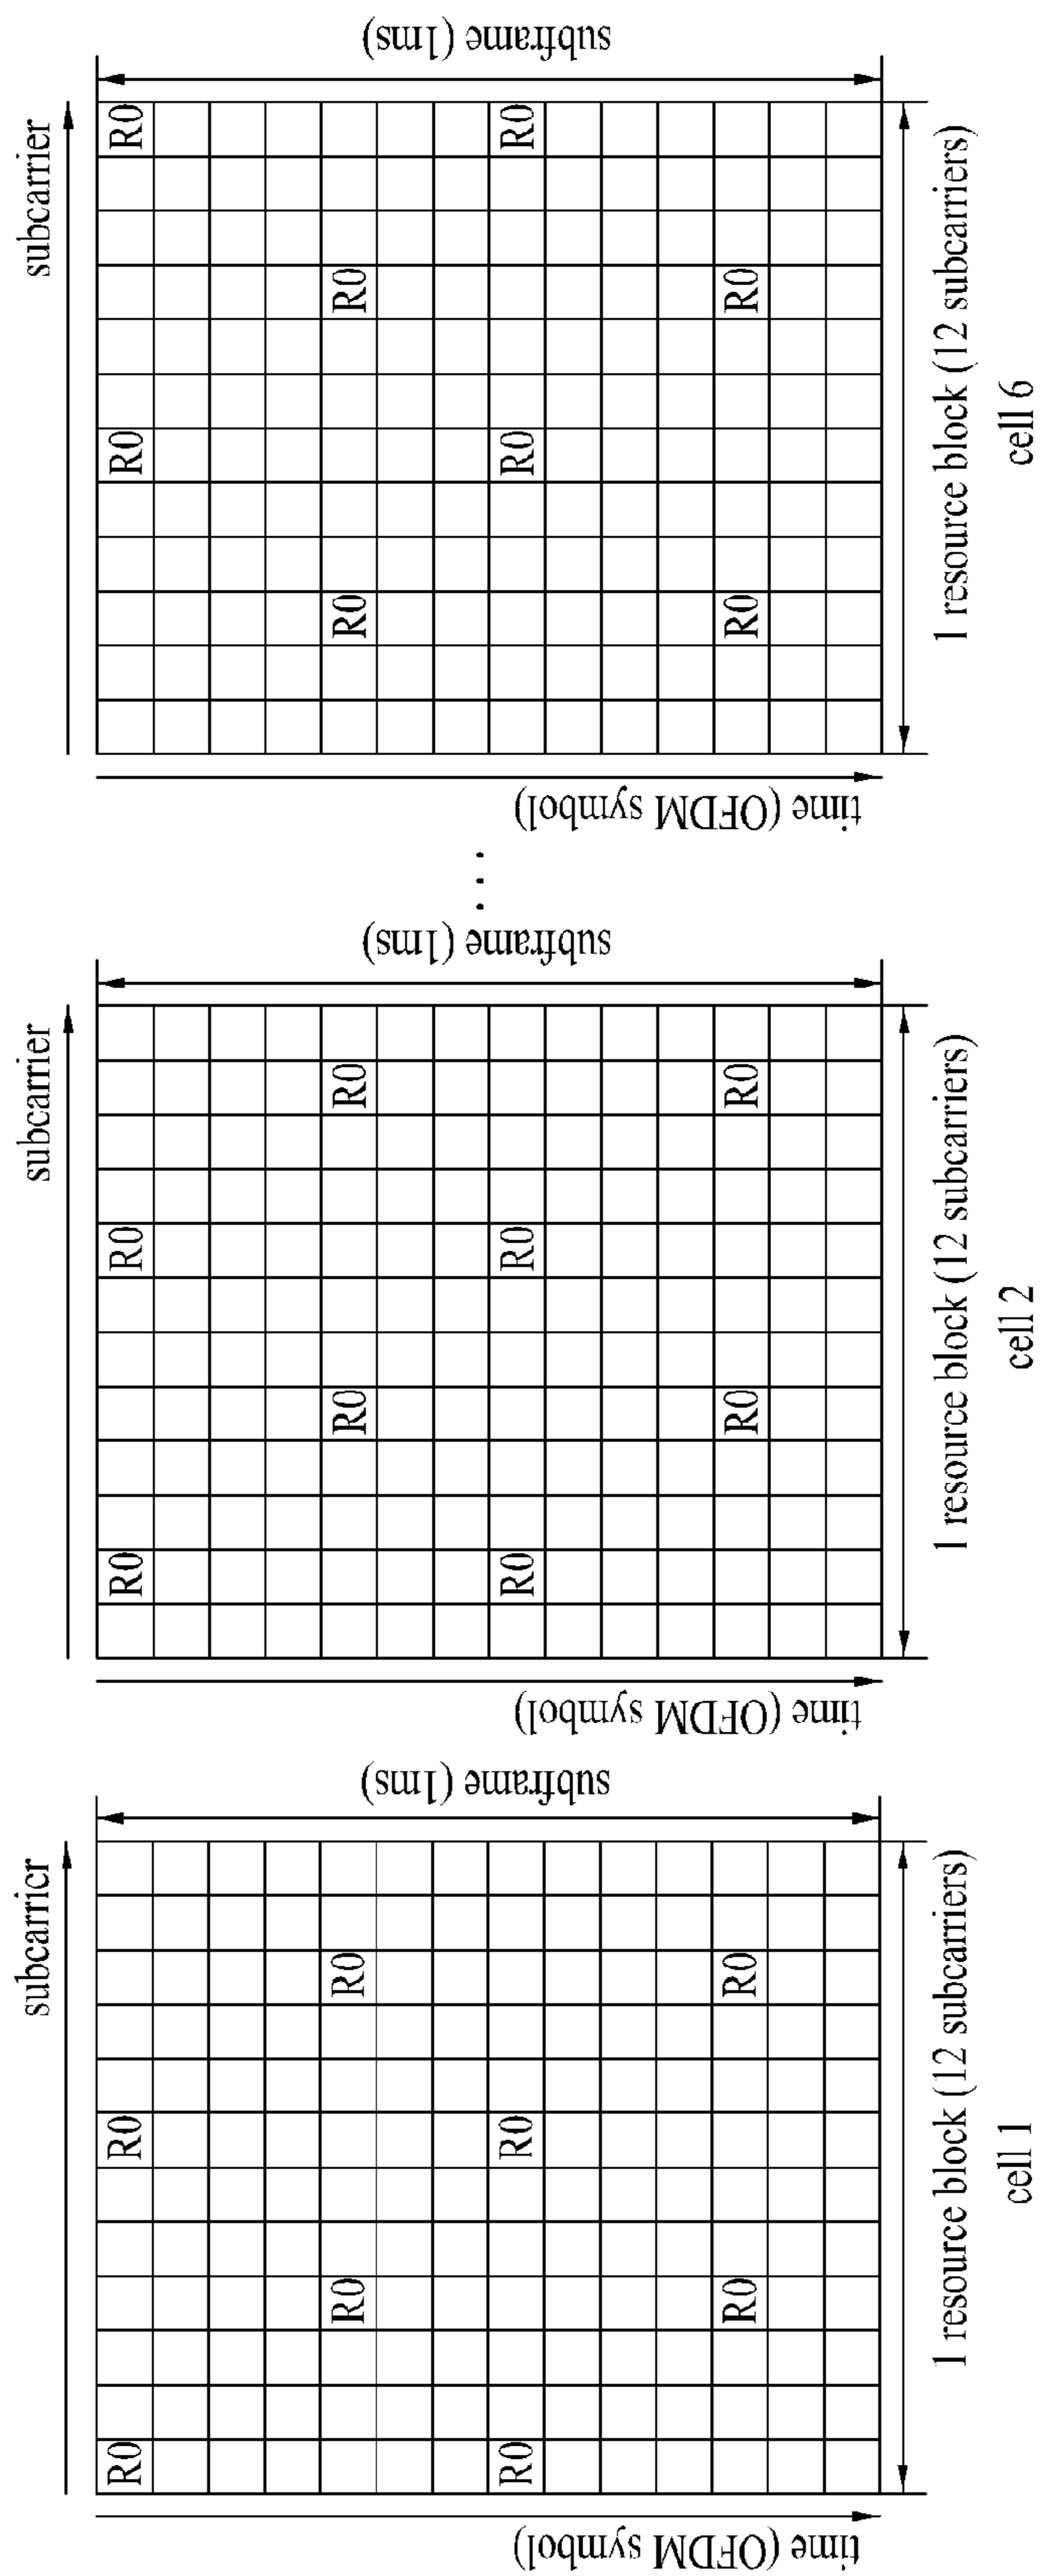 subcarrier
time (OFDM symbol)
R0 R0
R0 R0
R0 R0
R0 R0
subframe (1ms)
1 resource block (12 subcarriers)
cell 1
subcarrier
time (OFDM symbol)
R0 R0
R0 R0
R0 R0
R0 R0
subframe (1ms)
1 resource block (12 subcarriers)
cell 2
...
subcarrier
time (OFDM symbol)
R0 R0
R0 R0
R0 R0
R0 R0
subframe (1ms)
1 resource block (12 subcarriers)
cell 6